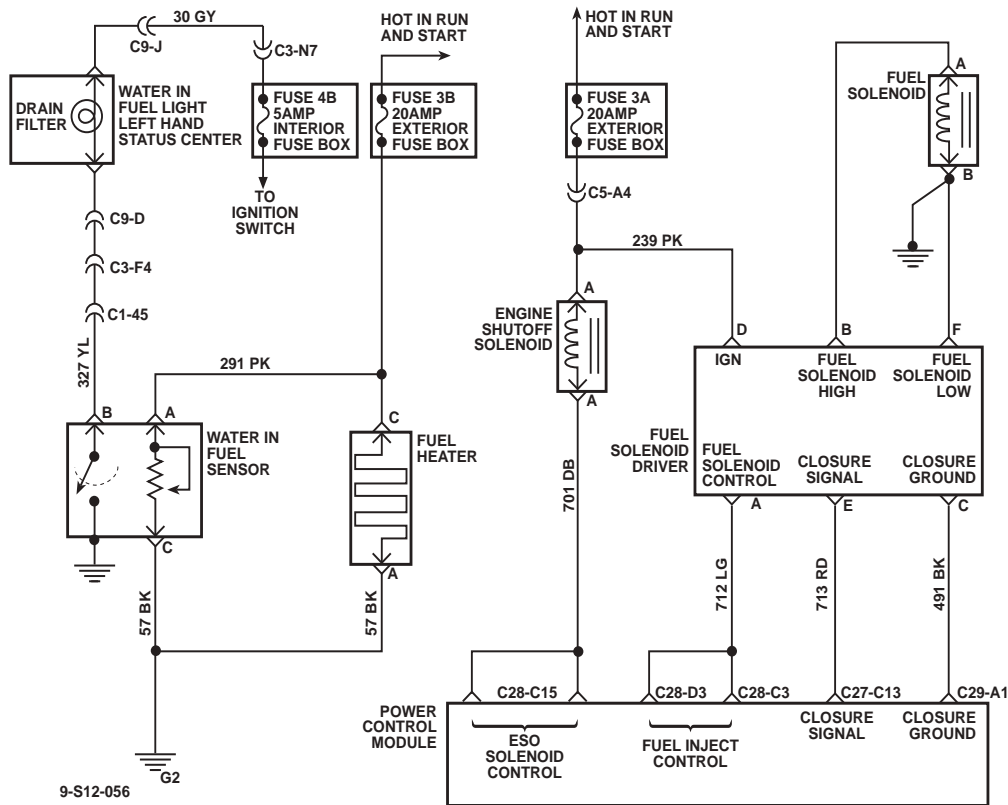 30 GY
C9-J
C3-N7
HOT IN RUN
AND START
HOT IN RUN
AND START
DRAIN
FILTER
WATER IN
FUEL LIGHT
LEFT HAND
STATUS CENTER
FUSE 4B
5AMP
INTERIOR
FUSE BOX
FUSE 3B
20AMP
EXTERIOR
FUSE BOX
FUSE 3A
20AMP
EXTERIOR
FUSE BOX
FUEL
SOLENOID
A
B
TO
IGNITION
SWITCH
C5-A4
C9-D
C3-F4
C1-45
327 YL
291 PK
239 PK
ENGINE
SHUTOFF
SOLENOID
A
A
D
B
F
IGN
FUEL
SOLENOID
HIGH
FUEL
SOLENOID
LOW
FUEL
SOLENOID
DRIVER
FUEL
SOLENOID
CONTROL
CLOSURE
SIGNAL
CLOSURE
GROUND
A
E
C
B
A
WATER IN
FUEL
SENSOR
C
C
FUEL
HEATER
A
57 BK
57 BK
701 DB
712 LG
713 RD
491 BK
C28-C15
C28-D3
C28-C3
C27-C13
C29-A1
POWER
CONTROL
MODULE
ESO
SOLENOID
CONTROL
FUEL INJECT
CONTROL
CLOSURE
SIGNAL
CLOSURE
GROUND
G2
9-S12-056